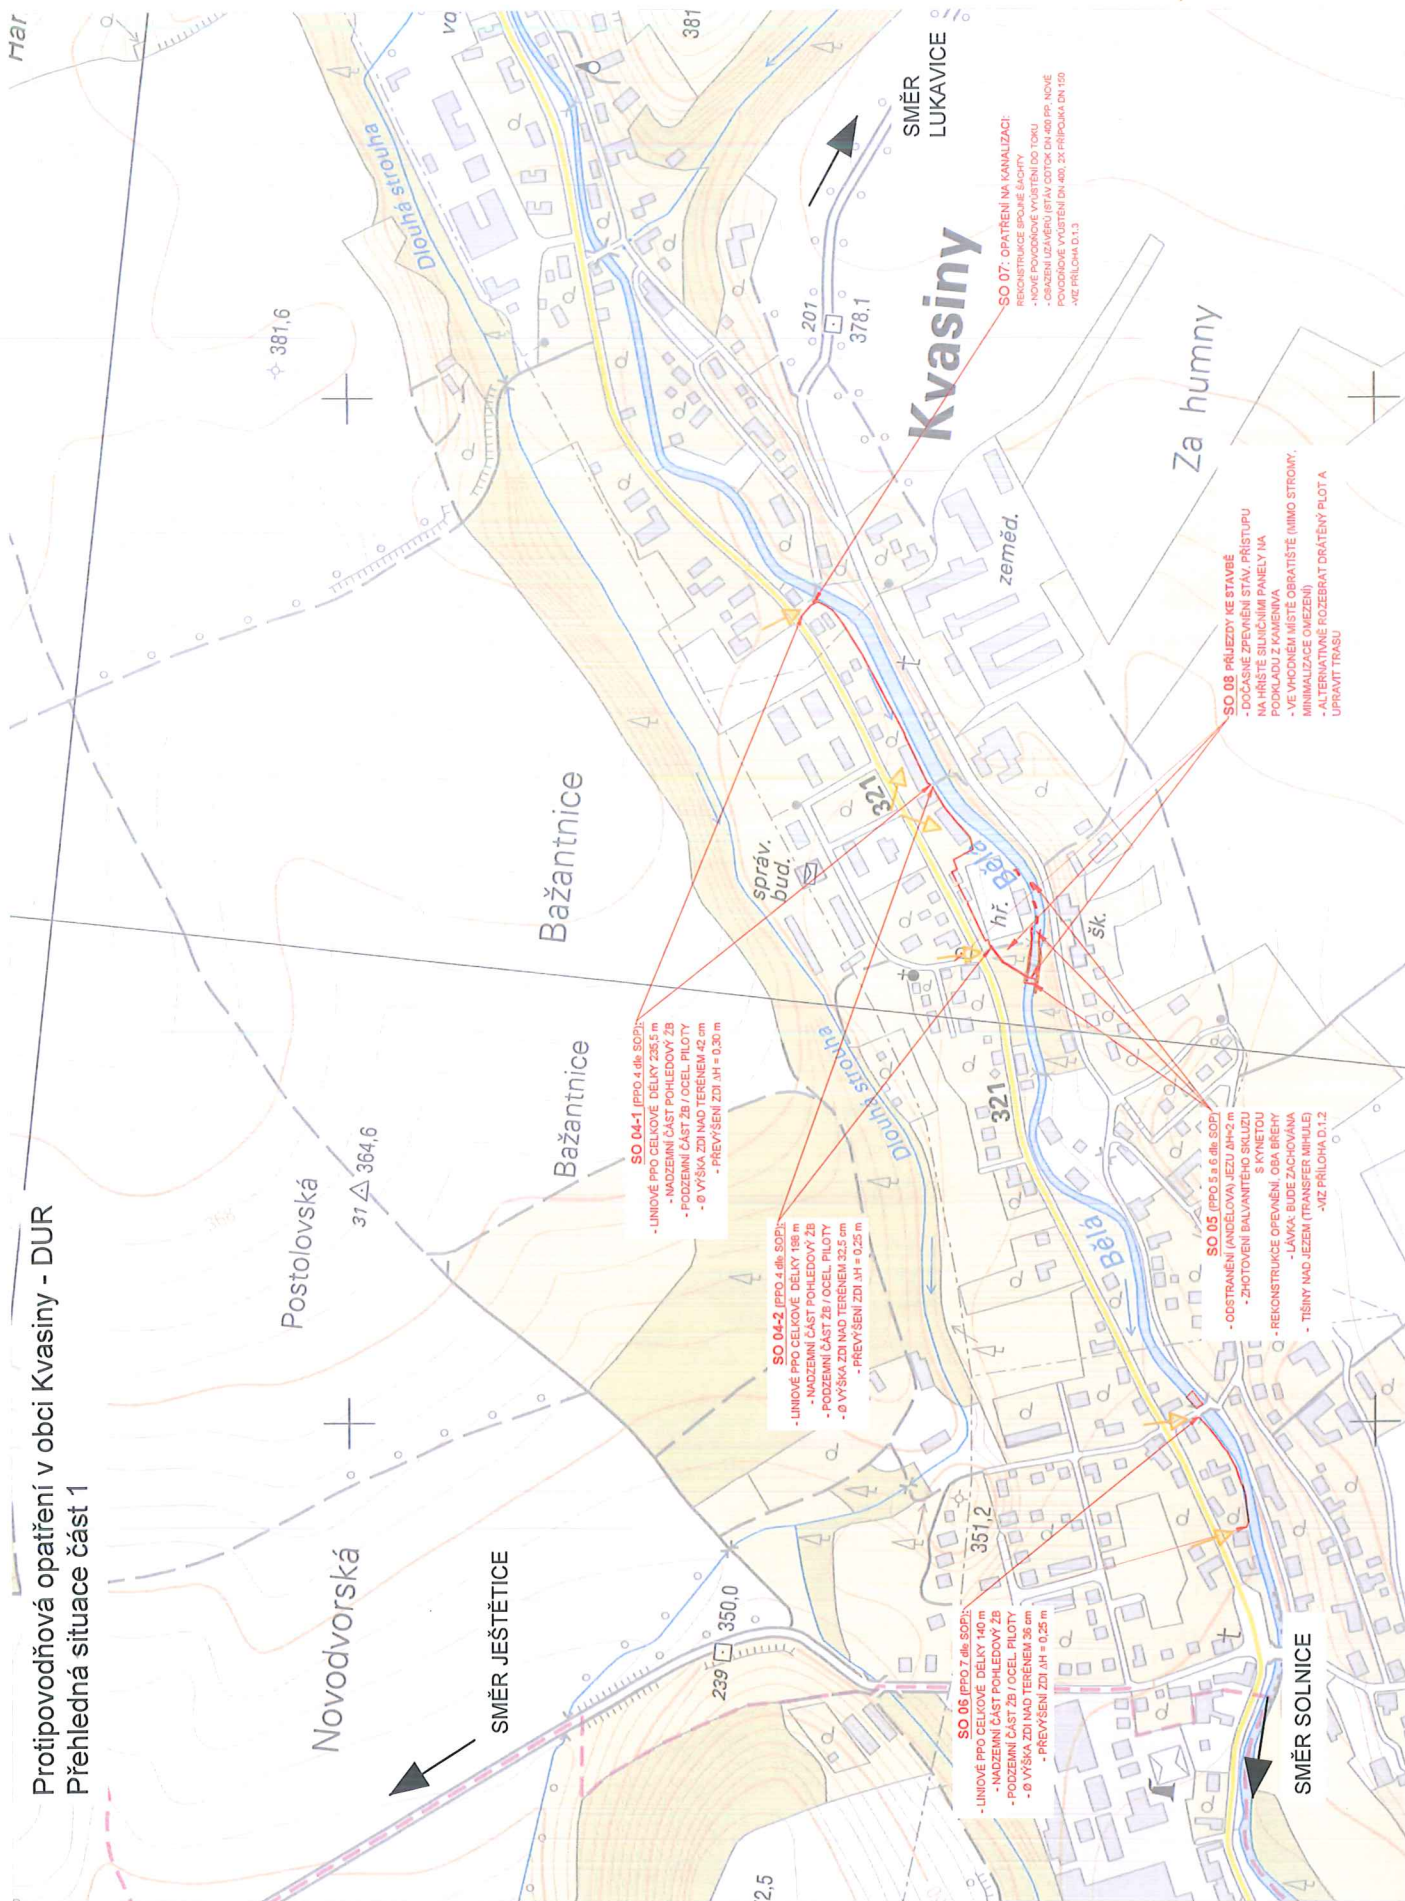 Protipovodňová opatření v obci Kvasiny - DUR
Přehledná situace část 1
Har
Novodvorská
Postolovská
31 364,6
Bažantnice
Bažantnice
381,6
Dlouhá strouha
381
SMĚR JEŠTĚTICE
239 350,0
SO 04-1 (PPO 4 dle SOP):
- LINIOVÉ PPO CELKOVÉ DÉLKY 235,5 m
- NADZEMNÍ ČÁST POHLEDOVÝ ŽB
- PODZEMNÍ ČÁST ŽB / OCEL. PILOTY
- Ø VÝŠKA ZDI NAD TERÉNEM 42 cm
- PŘEVÝŠENÍ ZDI ΔH = 0,30 m
SO 04-2 (PPO 4 dle SOP):
- LINIOVÉ PPO CELKOVÉ DÉLKY 198 m
- NADZEMNÍ ČÁST POHLEDOVÝ ŽB
- PODZEMNÍ ČÁST ŽB / OCEL. PILOTY
- Ø VÝŠKA ZDI NAD TERÉNEM 32,5 cm
- PŘEVÝŠENÍ ZDI ΔH = 0,25 m
správ.
bud.
Dlouhá strouha
321
321
351,2
SO 06 (PPO 7 dle SOP):
- LINIOVÉ PPO CELKOVÉ DÉLKY 140 m
- NADZEMNÍ ČÁST POHLEDOVÝ ŽB
- PODZEMNÍ ČÁST ŽB / OCEL. PILOTY
- Ø VÝŠKA ZDI NAD TERÉNEM 36 cm
- PŘEVÝŠENÍ ZDI ΔH = 0,25 m
2,5
Bělá
Bělá
hř.
šk.
201
378,1
SMĚR
LUKAVICE
Kvasiny
zeměd.
SO 07: OPATŘENÍ NA KANALIZACI:
REKONSTRUKCE SPOJNÉ ŠACHTY
- NOVÉ POVODŇOVÉ VYÚSTĚNÍ DO TOKU
- OSAZENÍ UZÁVĚRŮ (STÁV. ODTOK DN 400 PP, NOVÉ
POVODŇOVÉ VYÚSTĚNÍ DN 400, 2X PŘÍPOJKA DN 150
-VIZ PŘÍLOHA D.1.3
Za humny
SO 08 PŘÍJEZDY KE STAVBĚ
- DOČASNÉ ZPEVNĚNÍ STÁV. PŘÍSTUPU
NA HŘIŠTĚ SILNIČNÍMI PANELY NA
PODKLADU Z KAMENIVA
- VE VHODNÉM MÍSTĚ OBRATIŠTĚ (MIMO STROMY,
MINIMALIZACE OMEZENÍ)
- ALTERNATIVNĚ ROZEBRAT DRÁTĚNÝ PLOT A
UPRAVIT TRASU
SO 05 (PPO 5 a 6 dle SOP)
- ODSTRANĚNÍ (ANDĚLOVA) JEZU ΔH=2 m
- ZHOTOVENÍ BALVANITÉHO SKLUZU
S KYNETOU
- REKONSTRUKCE OPEVNĚNÍ, OBA BŘEHY
- LÁVKA: BUDE ZACHOVÁNA
- TIŠINY NAD JEZEM (TRANSFER MIHULE)
-VIZ PŘÍLOHA D.1.2
SMĚR SOLNICE